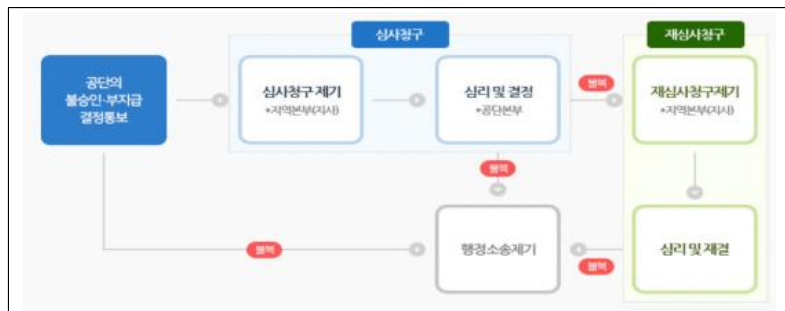 심사청구
재심사청구
공단의
불승인·부지급
결정통보
심사청구 제기
*지역본부(지사)
심리 및 결정
*공단본부
불복
재심사청구제기
*지역본부(지사)
불복
불복
행정소송제기
불복
심리 및 재결